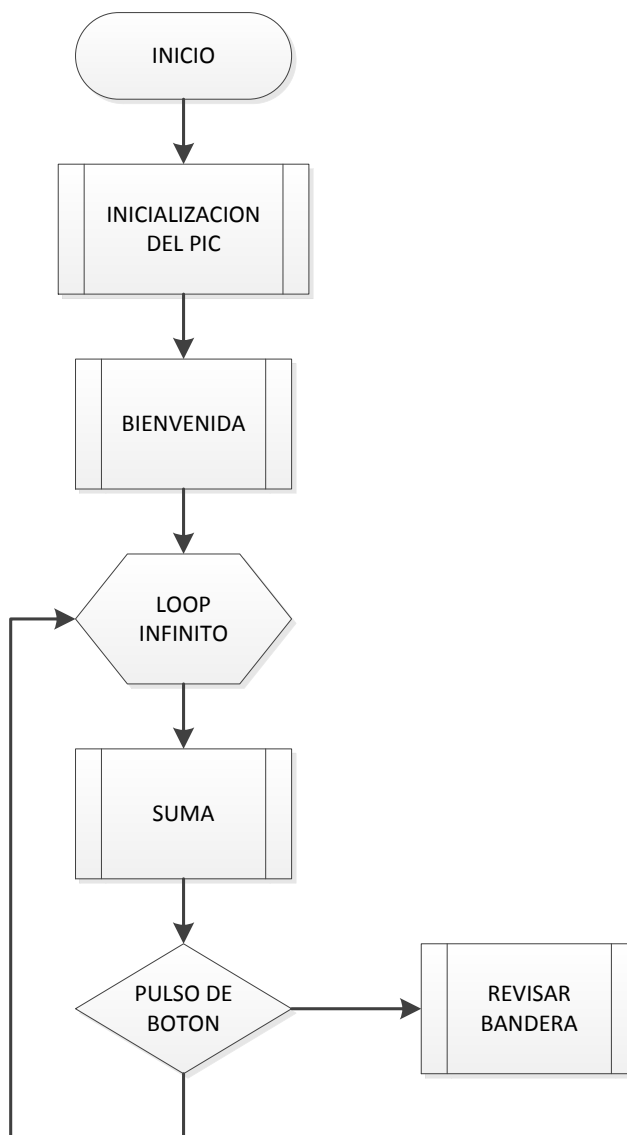 INICIO
INICIALIZACION
DEL PIC
BIENVENIDA
LOOP
INFINITO
SUMA
PULSO DE
BOTON
REVISAR
BANDERA